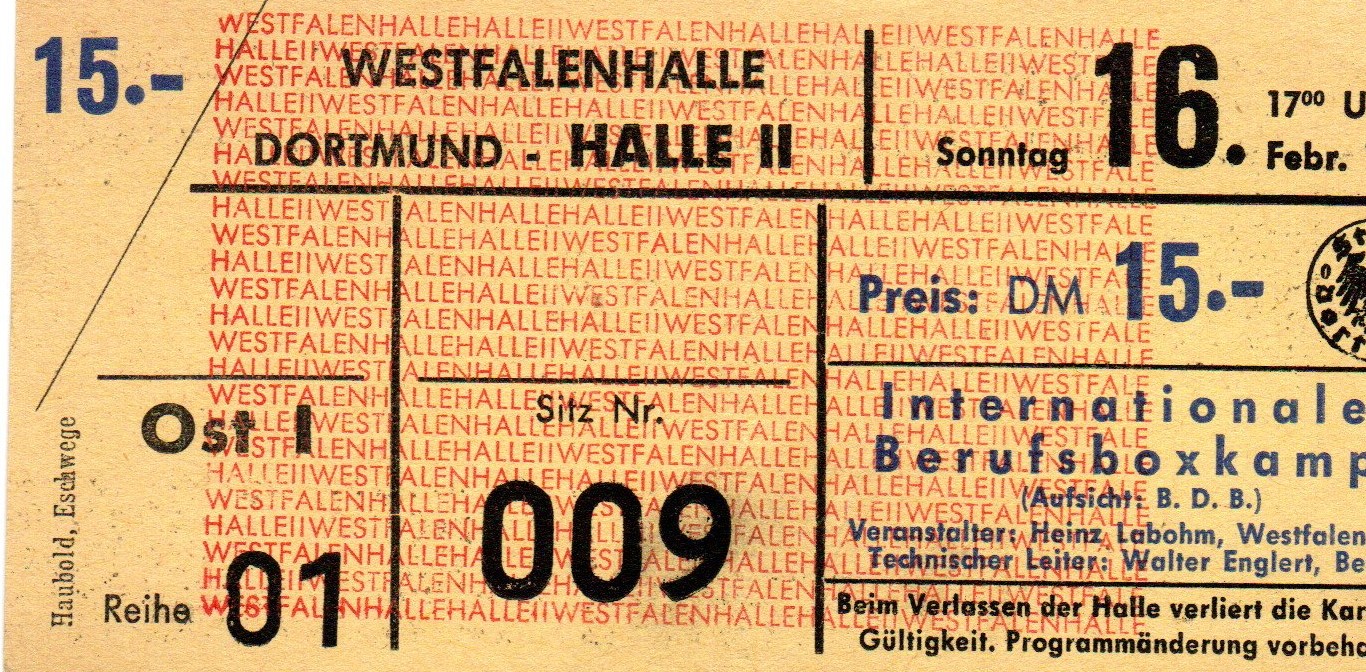 15.-
WESTFALENHALLE
DORTMUND - HALLE II
Sonntag 16.
17⁰⁰ U
Febr.
Preis: DM 15.-
Ost I
Sitz Nr.
009
Reihe 01
Internationale
Berufsboxkamp
(Aufsicht: B. D. B.)
Veranstalter: Heinz Labohm, Westfalen
Technischer Leiter: Walter Englert, Be
Beim Verlassen der Halle verliert die Kar
Gültigkeit. Programmänderung vorbeha
Haubold, Eschwege
WESTFALENHALLEHALLEIIWESTFALENHALLEHALLEIIWESTFALENHALLE